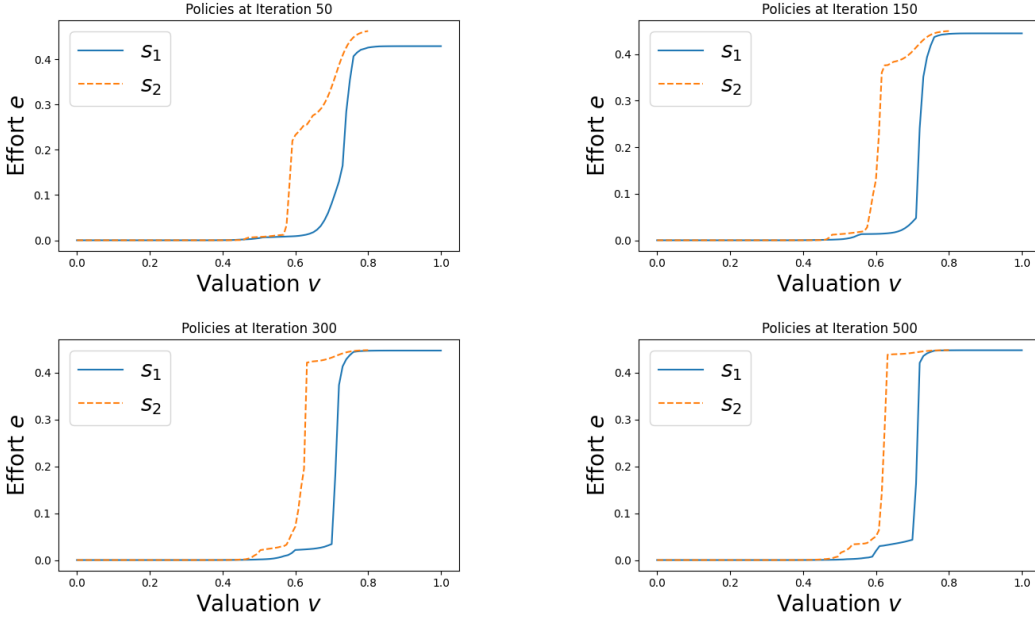 Policies at Iteration 50
s1
s2
Effort e
0.4
0.3
0.2
0.1
0.0
0.0 0.2 0.4 0.6 0.8 1.0
Valuation v
Policies at Iteration 150
s1
s2
Effort e
0.4
0.3
0.2
0.1
0.0
0.0 0.2 0.4 0.6 0.8 1.0
Valuation v
Policies at Iteration 300
s1
s2
Effort e
0.4
0.3
0.2
0.1
0.0
0.0 0.2 0.4 0.6 0.8 1.0
Valuation v
Policies at Iteration 500
s1
s2
Effort e
0.4
0.3
0.2
0.1
0.0
0.0 0.2 0.4 0.6 0.8 1.0
Valuation v